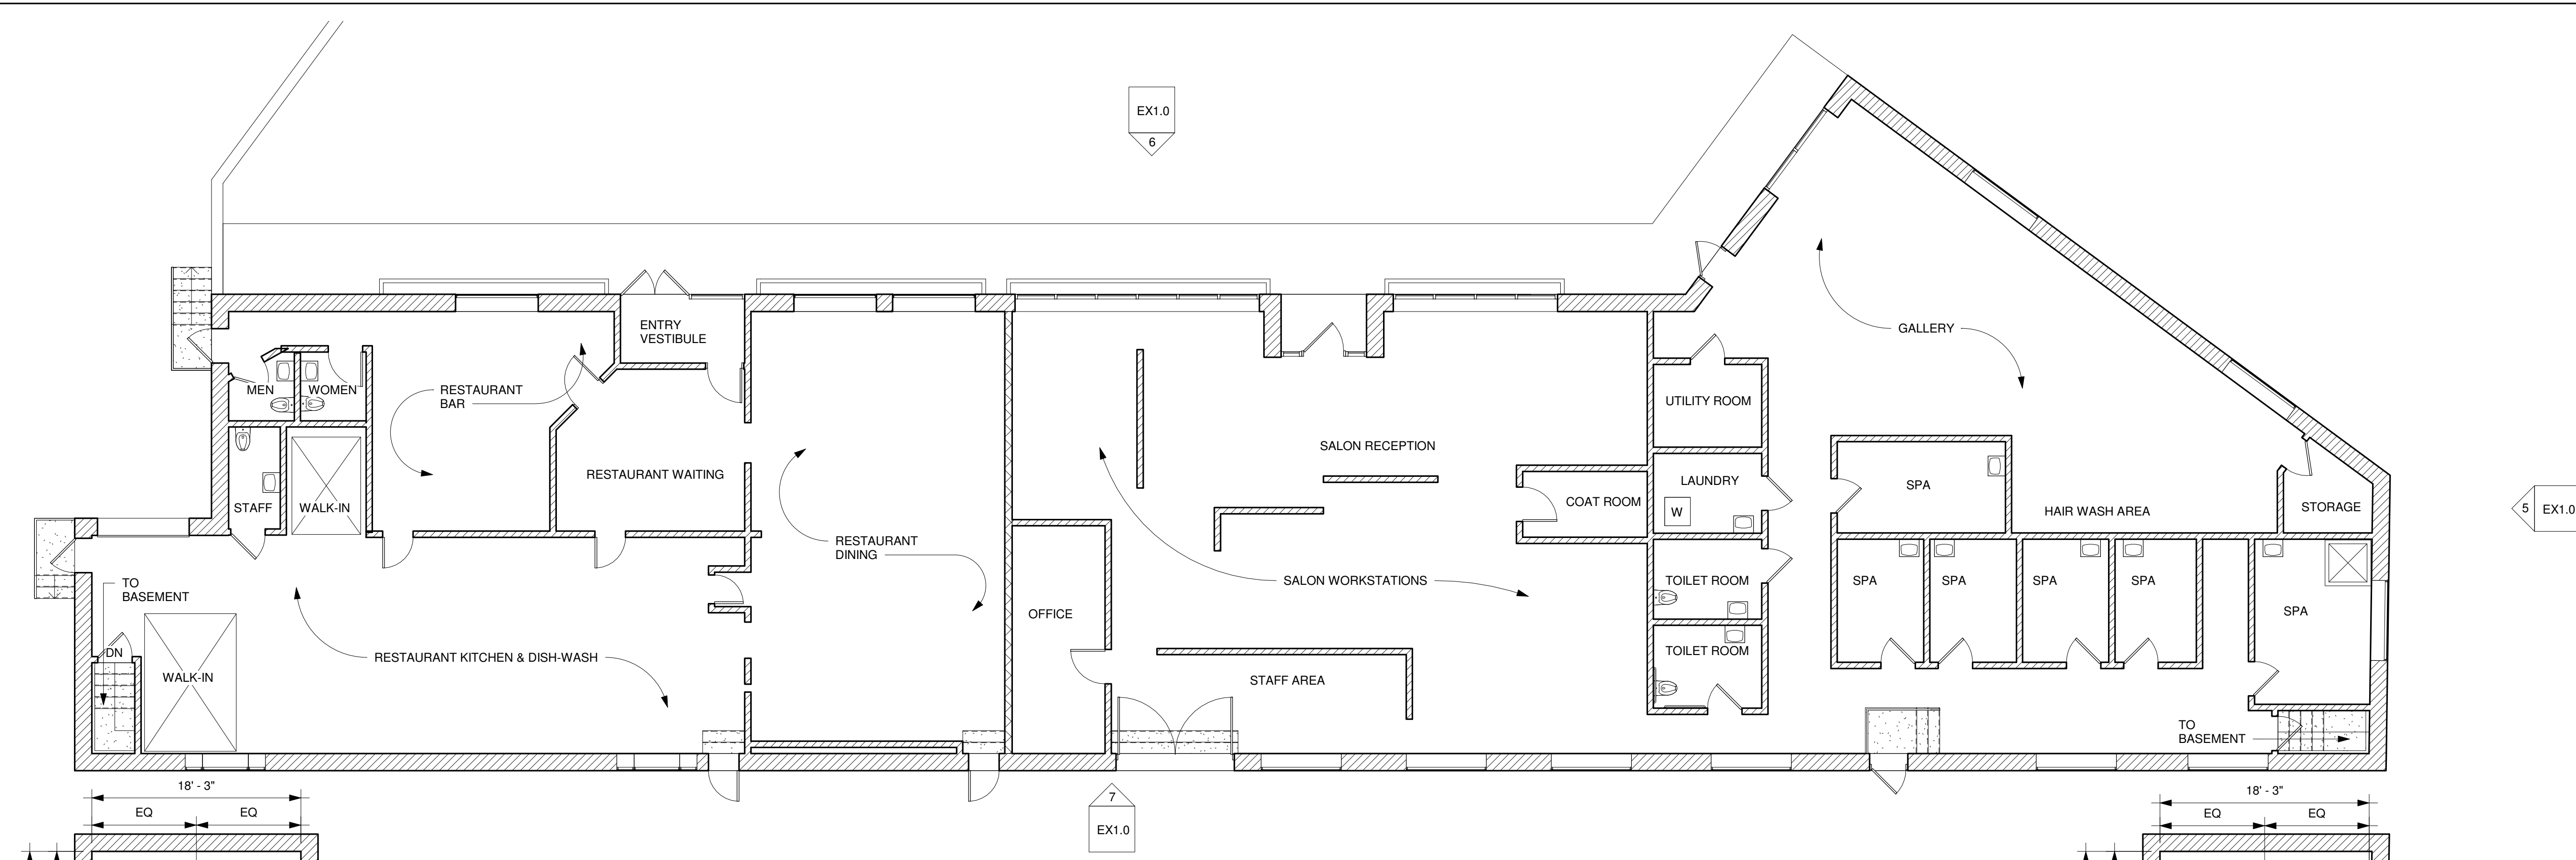 EX1.0
6
ENTRY
VESTIBULE
GALLERY
MEN
WOMEN
RESTAURANT
BAR
UTILITY ROOM
SALON RECEPTION
RESTAURANT WAITING
LAUNDRY
W
SPA
COAT ROOM
STAFF
WALK-IN
HAIR WASH AREA
STORAGE
5
EX1.0
RESTAURANT
DINING
TO
BASEMENT
SALON WORKSTATIONS
TOILET ROOM
SPA
SPA
SPA
SPA
SPA
OFFICE
DN
RESTAURANT KITCHEN & DISH-WASH
TOILET ROOM
WALK-IN
STAFF AREA
TO
BASEMENT
18' - 3"
EQ
EQ
7
EX1.0
18' - 3"
EQ
EQ